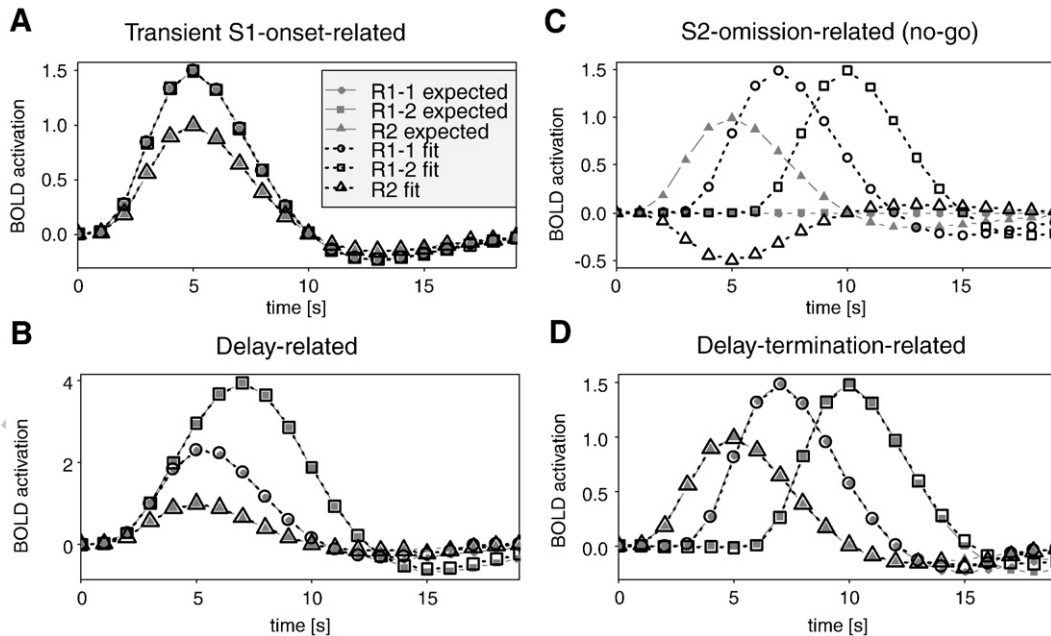 A
Transient S1-onset-related
BOLD activation
1.5
1.0
0.5
0.0
R1-1 expected
R1-2 expected
R2 expected
R1-1 fit
R1-2 fit
R2 fit
0 5 10 15
time [s]
C
S2-omission-related (no-go)
BOLD activation
1.5
1.0
0.5
0.0
-0.5
0 5 10 15
time [s]
B
Delay-related
BOLD activation
4
2
0
0 5 10 15
time [s]
D
Delay-termination-related
BOLD activation
1.5
1.0
0.5
0.0
0 5 10 15
time [s]